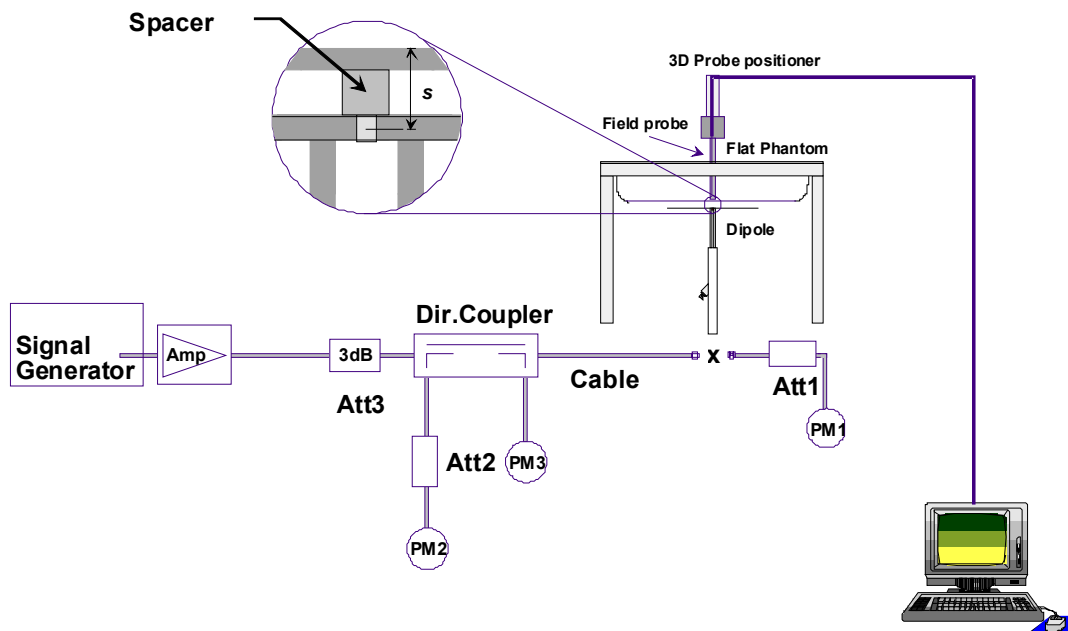 Spacer
s
3D Probe positioner
Field probe
Flat Phantom
Dipole
Dir.Coupler
Signal
Generator
Amp
3dB
Cable
x
Att1
Att3
PM1
Att2
PM3
PM2